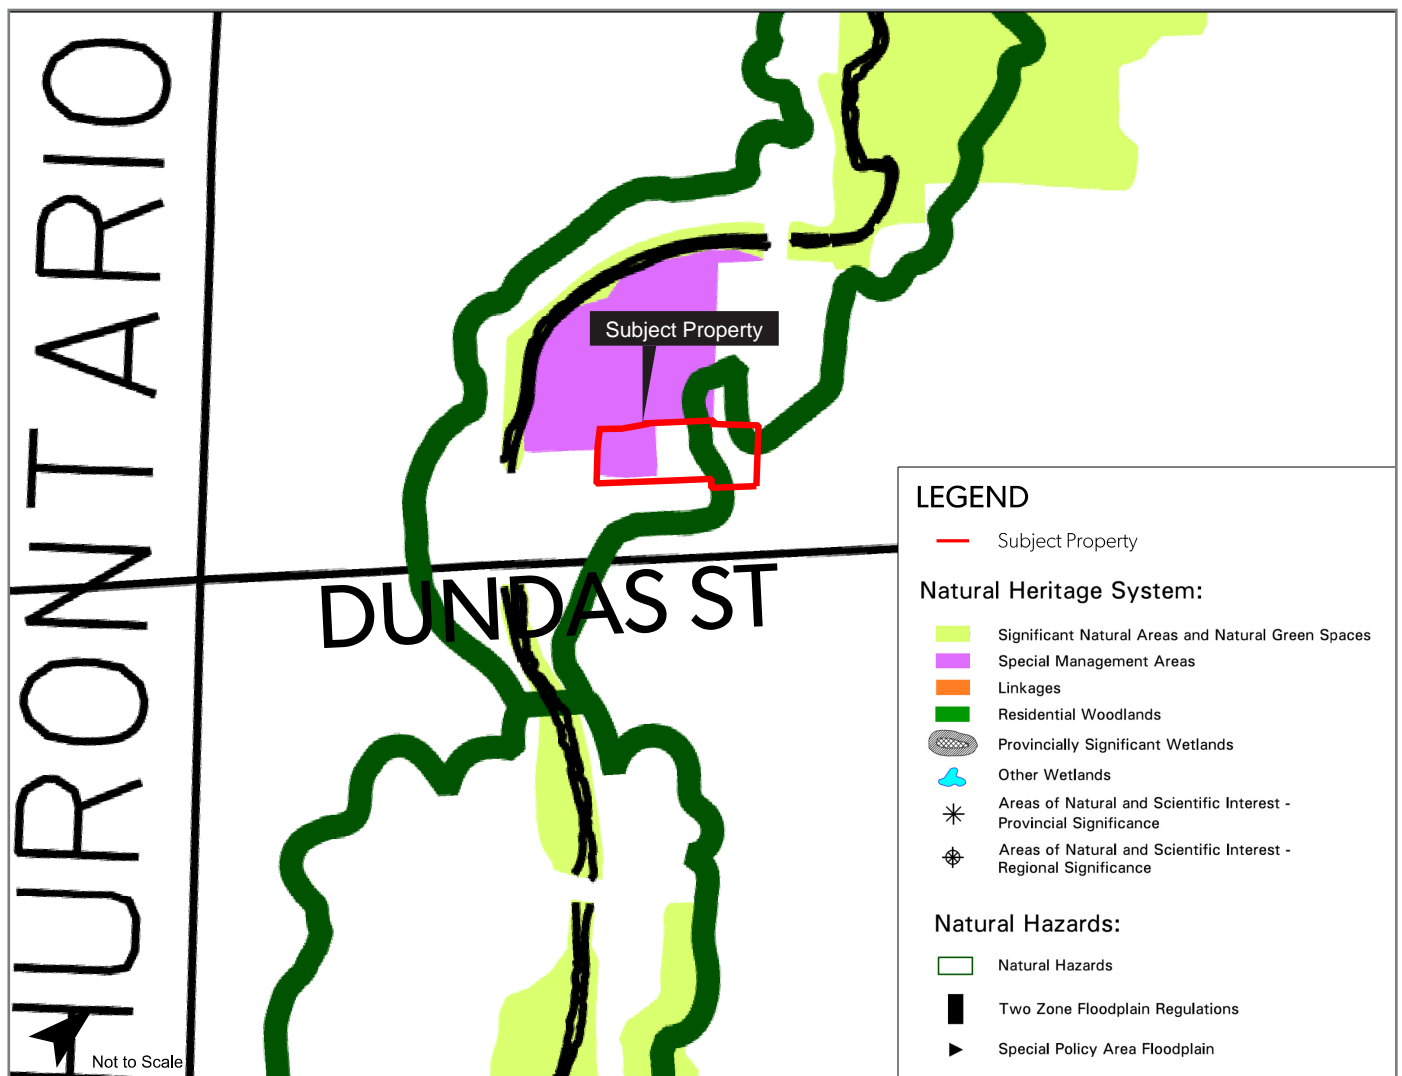 HURONTARIO
Subject Property
DUNDAS ST
Not to Scale
LEGEND
Subject Property
Natural Heritage System:
Significant Natural Areas and Natural Green Spaces
Special Management Areas
Linkages
Residential Woodlands
Provincially Significant Wetlands
Other Wetlands
Areas of Natural and Scientific Interest -
Provincial Significance
Areas of Natural and Scientific Interest -
Regional Significance
Natural Hazards:
Natural Hazards
Two Zone Floodplain Regulations
Special Policy Area Floodplain